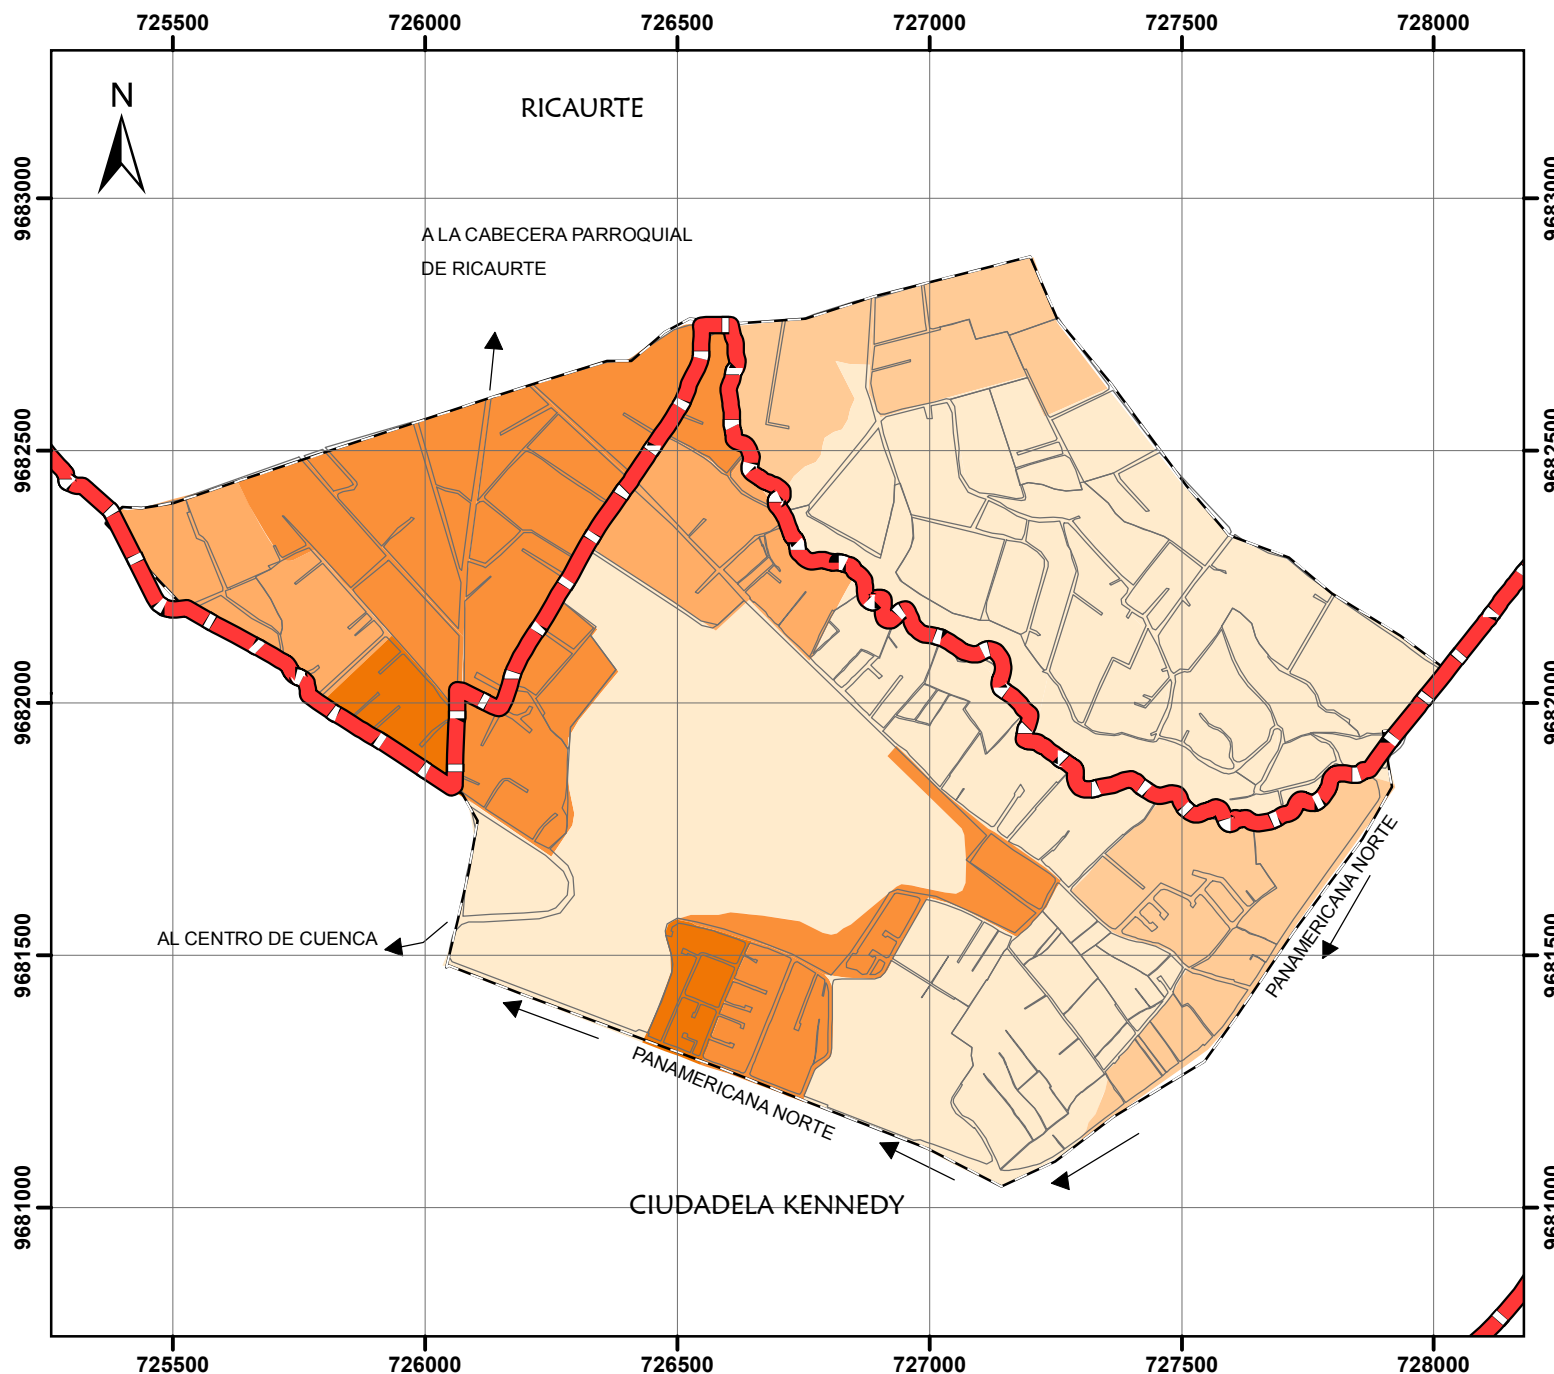 725500 726000 726500 727000 727500 728000
N
RICAURTE
9683000 9683000
A LA CABECERA PARROQUIAL
DE RICAURTE
9682500 9682500
9682000 9682000
PANAMERICANA NORTE
AL CENTRO DE CUENCA
9681500 9681500
PANAMERICANA NORTE
CIUDADELA KENNEDY
9681000 9681000
725500 726000 726500 727000 727500 728000